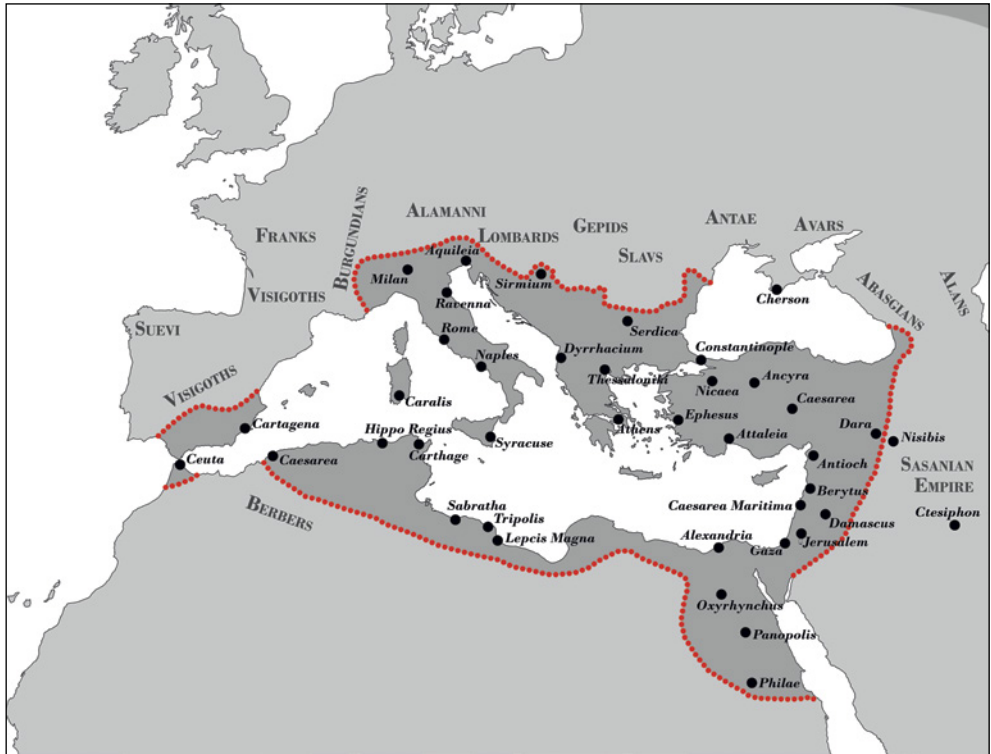 FRANKS
BURGUNDIANS
ALAMANNI
LOMBARDS
GEPIDS
SLAVS
ANTAE
AVARS
ABASGIANS
ALANS
VISIGOTHS
SUEVI
VISIGOTHS
BERBERS
SASANIAN
EMPIRE
Aquileia
Milan
Sirmium
Ravenna
Cherson
Serdica
Rome
Dyrrhacium
Constantinople
Naples
Thessaloniki
Nicaea
Ancyra
Caralis
Caesarea
Athens
Ephesus
Cartagena
Hippo Regius
Syracuse
Attaleia
Dara
Nisibis
Carthage
Ceuta
Caesarea
Antioch
Berytus
Caesarea Maritima
Sabratha
Damascus
Ctesiphon
Tripolis
Alexandria
Lepcis Magna
Gaza
Jerusalem
Oxyrhynchus
Panopolis
Philae